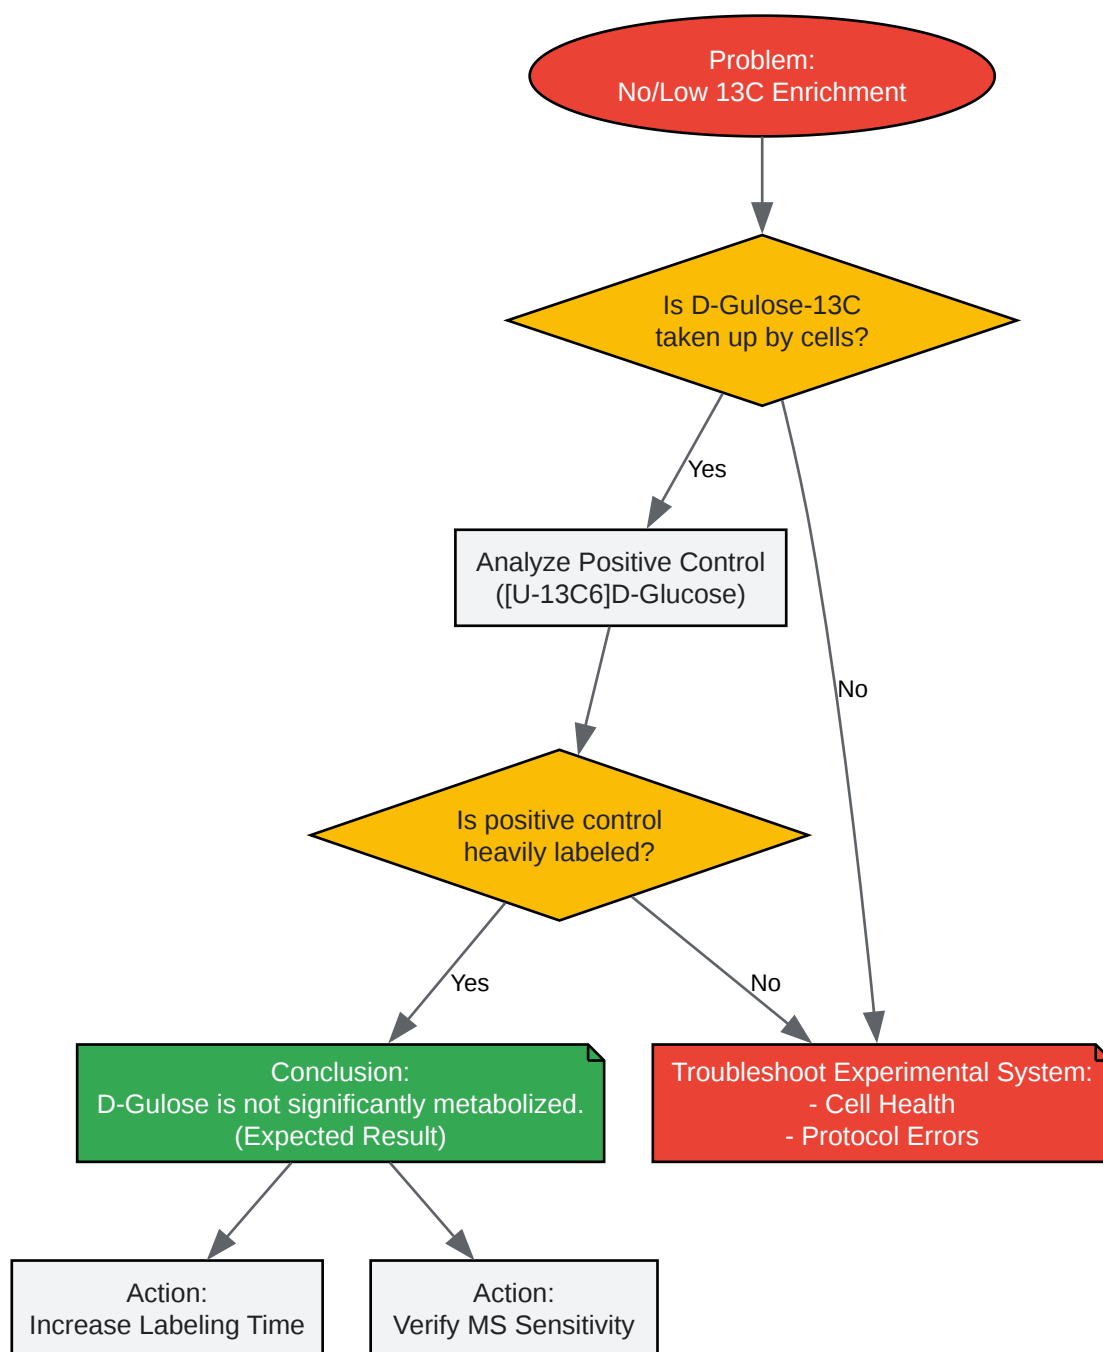 Problem:
No/Low 13C Enrichment
Is D-Gulose-13C
taken up by cells?
Yes
Analyze Positive Control
([U-13C6]D-Glucose)
No
Is positive control
heavily labeled?
Yes
No
Conclusion:
D-Gulose is not significantly metabolized.
(Expected Result)
Troubleshoot Experimental System:
- Cell Health
- Protocol Errors
Action:
Increase Labeling Time
Action:
Verify MS Sensitivity